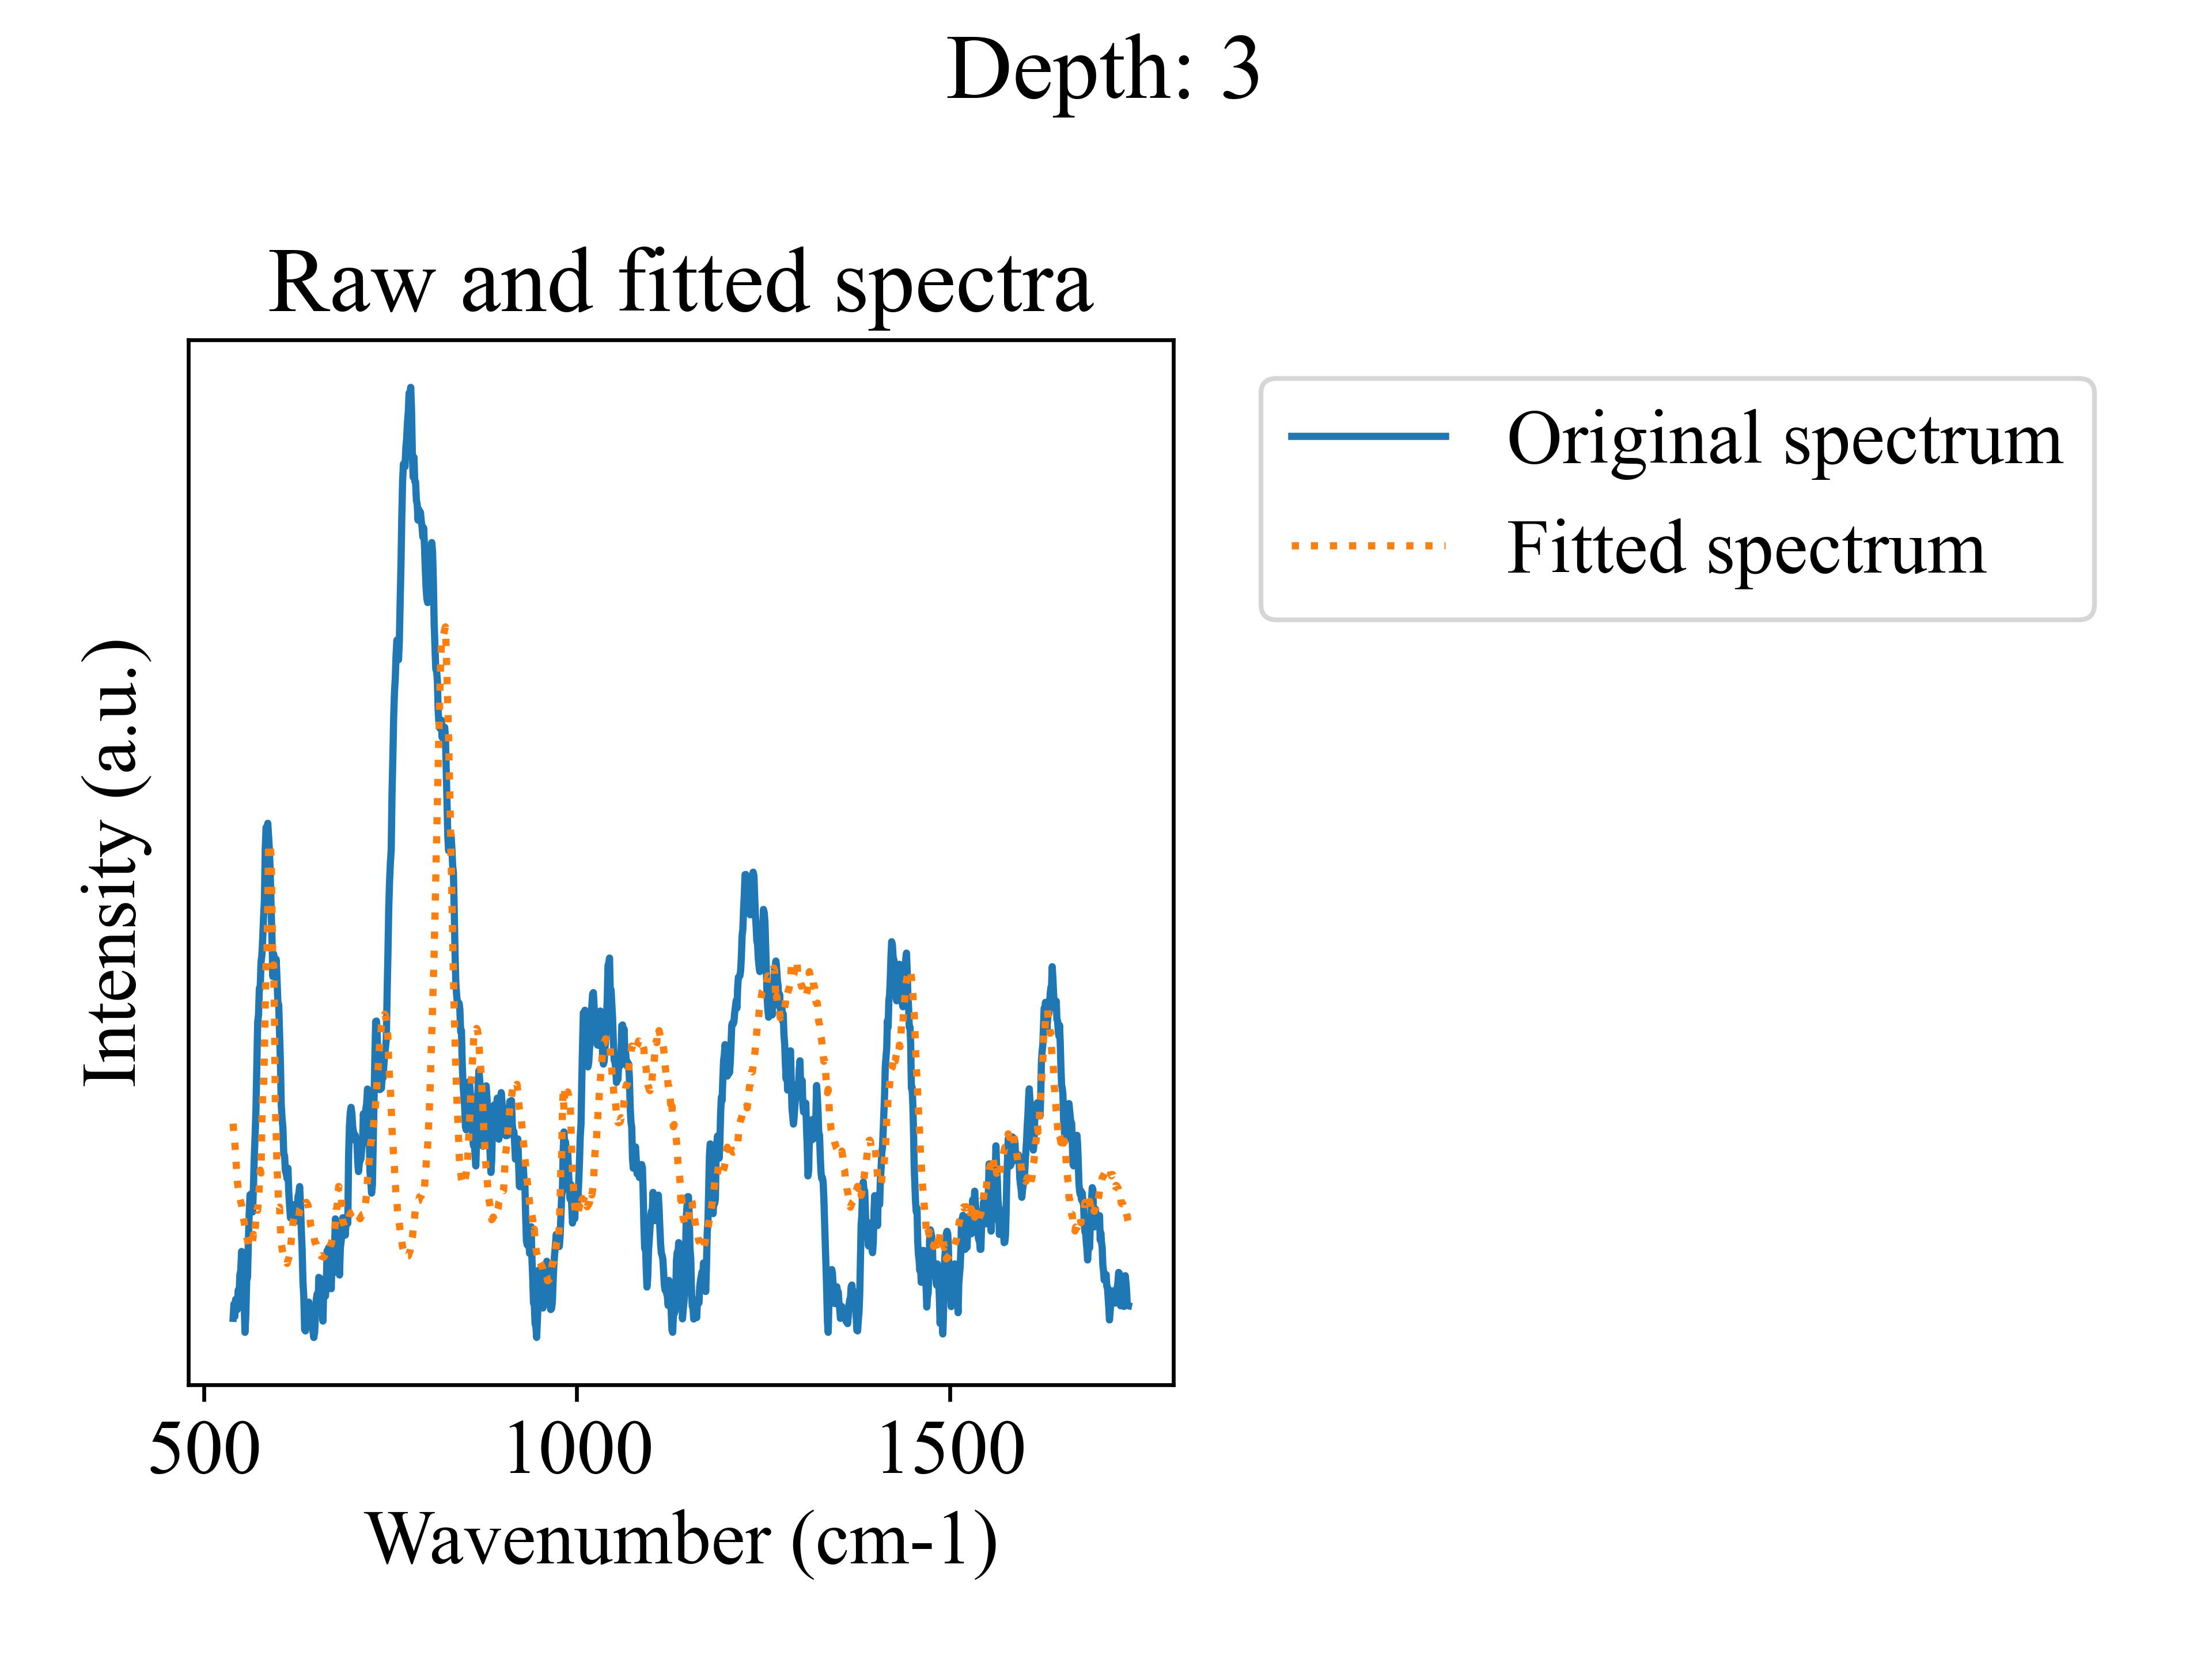 Depth: 3
Raw and fitted spectra
Original spectrum
Fitted spectrum
Intensity (a.u.)
500 1000 1500
Wavenumber (cm-1)